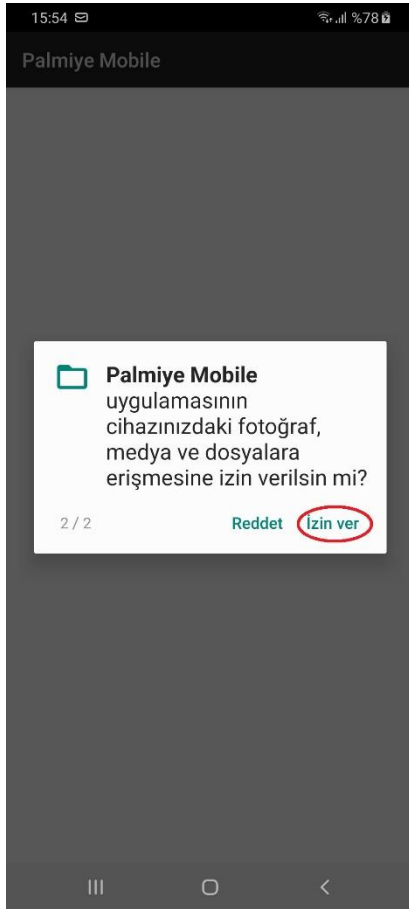 15:54 %78
Palmiye Mobile
Palmiye Mobile
uygulamasının
cihazınızdaki fotoğraf,
medya ve dosyalara
erişmesine izin verilsin mi?
2 / 2 Reddet İzin ver